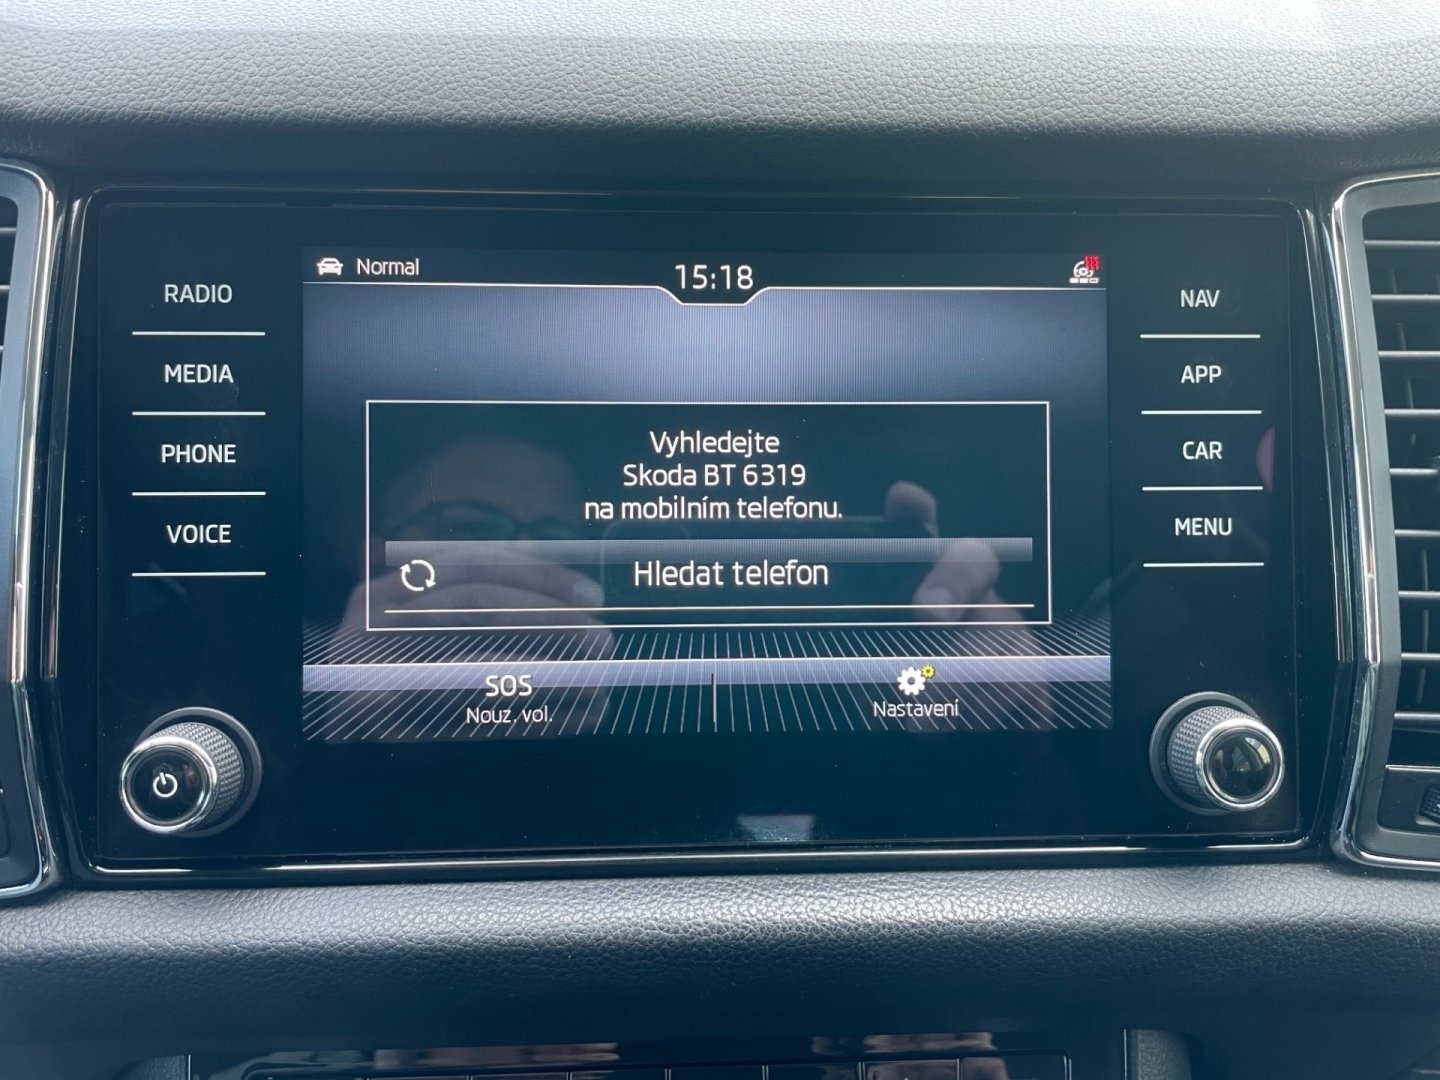 Normal
15:18
RADIO
MEDIA
PHONE
VOICE
Vyhledejte
Skoda BT 6319
na mobilním telefonu.
Hledat telefon
SOS
Nouz. vol.
Nastavení
NAV
APP
CAR
MENU